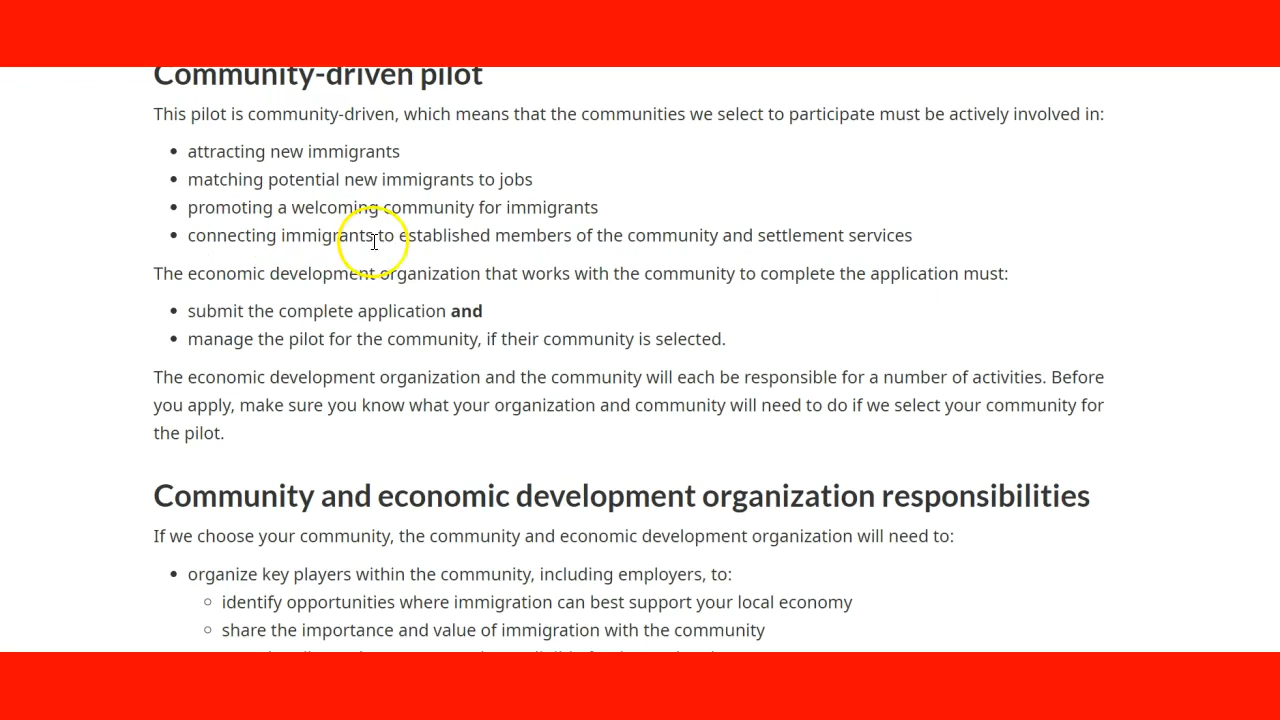 Community-driven pilot
This pilot is community-driven, which means that the communities we select to participate must be actively involved in:
• attracting new immigrants
• matching potential new immigrants to jobs
• promoting a welcoming community for immigrants
• connecting immigrants to established members of the community and settlement services
The economic development organization that works with the community to complete the application must:
• submit the complete application and
• manage the pilot for the community, if their community is selected.
The economic development organization and the community will each be responsible for a number of activities. Before
you apply, make sure you know what your organization and community will need to do if we select your community for
the pilot.
Community and economic development organization responsibilities
If we choose your community, the community and economic development organization will need to:
• organize key players within the community, including employers, to:
◦ identify opportunities where immigration can best support your local economy
◦ share the importance and value of immigration with the community